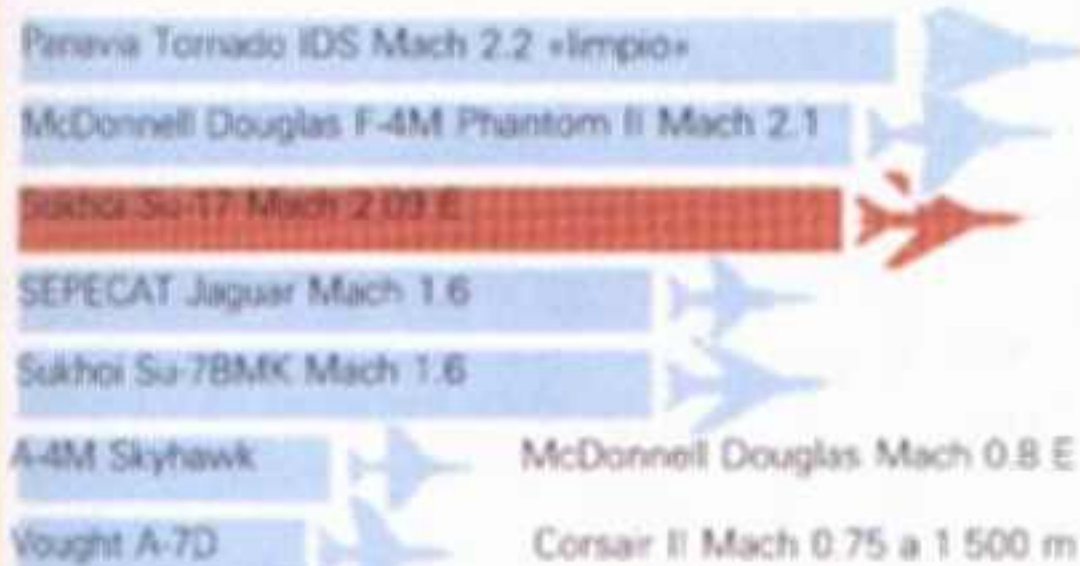 Panavia Tornado IDS Mach 2.2 «limpio»
McDonnell Douglas F-4M Phantom II Mach 2.1
Sukhoi Su-17 Mach 2.09 E
SEPECAT Jaguar Mach 1.6
Sukhoi Su-7BMK Mach 1.6
A-4M Skyhawk McDonnell Douglas Mach 0.8 E
Vought A-7D Corsair II Mach 0.75 a 1 500 m